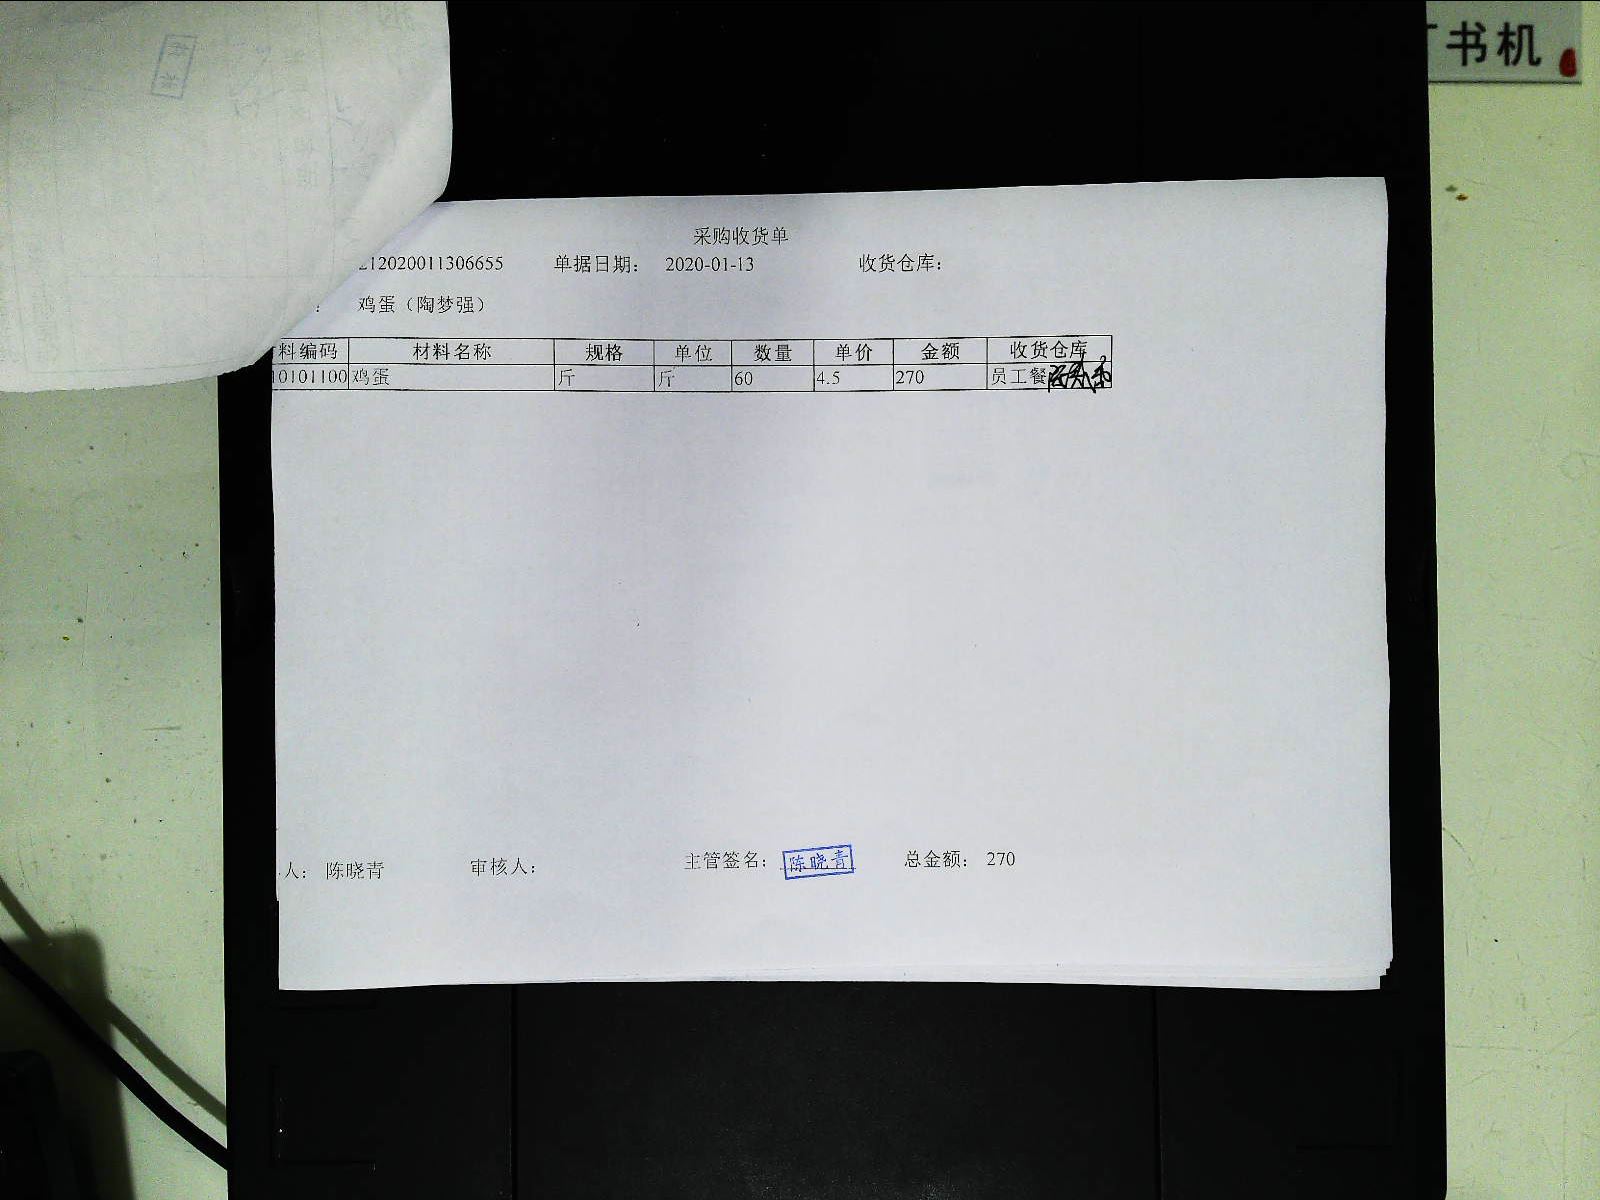 书机
采购收货单
212020011306655 单据日期: 2020-01-13 收货仓库:
: 鸡蛋（陶梦强）
料编码 材料名称 规格 单位 数量 单价 金额 收货仓库
10101100 鸡蛋 斤 斤 60 4.5 270 员工餐
人: 陈晓青 审核人: 主管签名: 陈晓青 总金额: 270